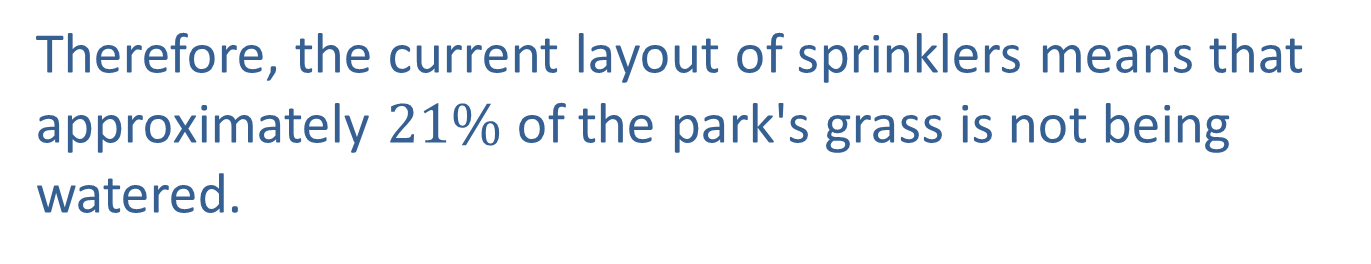 Therefore, the current layout of sprinklers means that
approximately 21% of the park's grass is not being
watered.